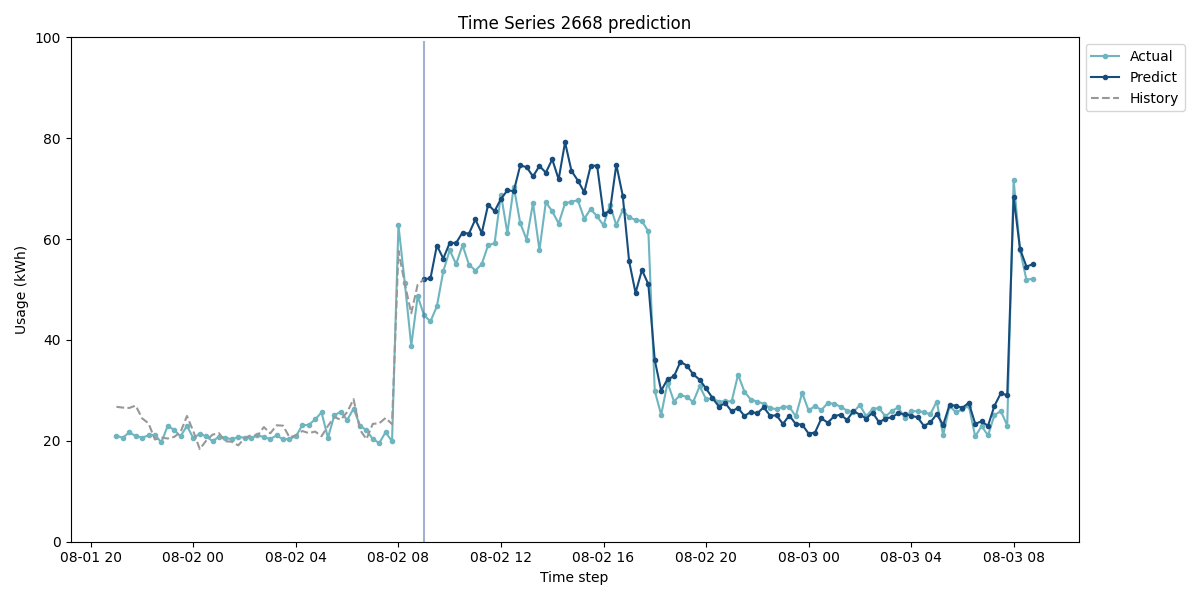 Time Series 2668 prediction
100
80
60
40
20
0
Usage (kWh)
08-01 20
08-02 00
08-02 04
08-02 08
08-02 12
08-02 16
08-02 20
08-03 00
08-03 04
08-03 08
Time step
Actual
Predict
History